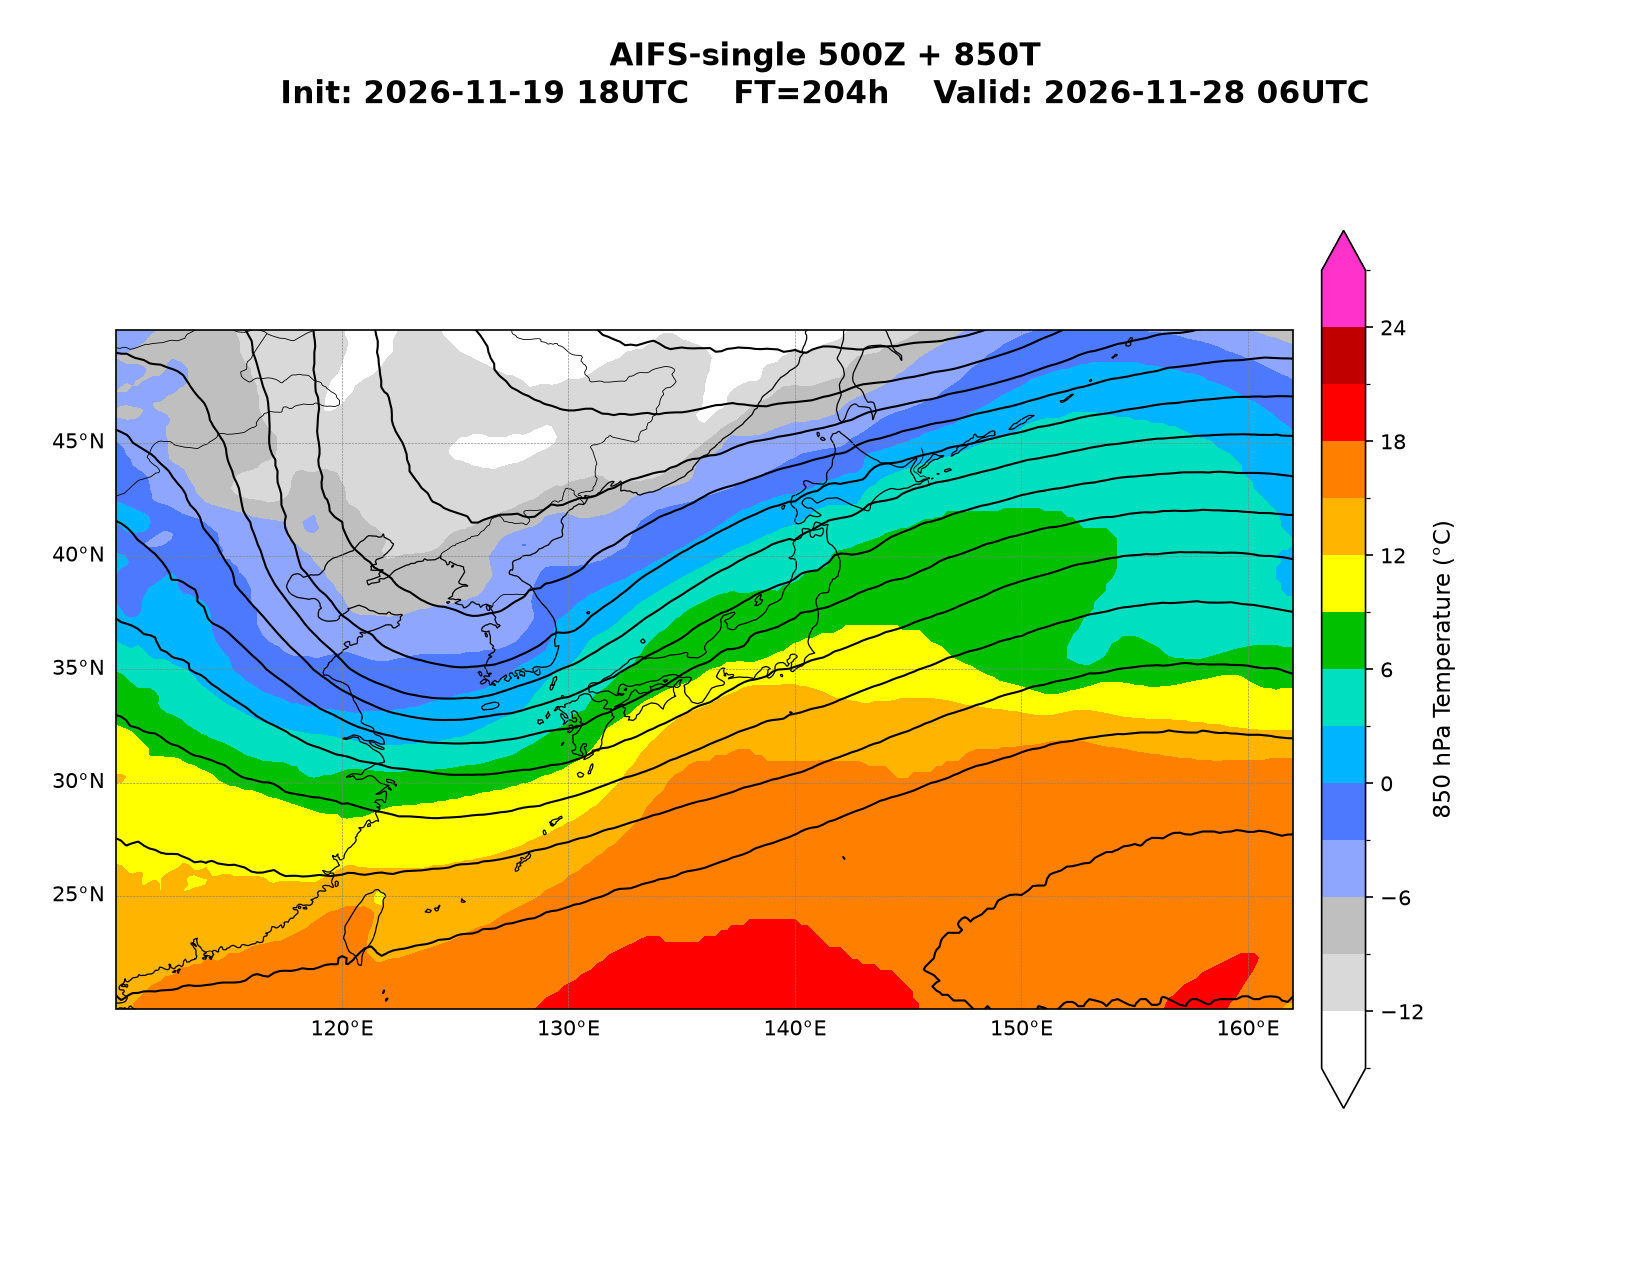 AIFS-single 500Z + 850T
Init: 2026-11-19 18UTC    FT=204h    Valid: 2026-11-28 06UTC
45°N
40°N
35°N
30°N
25°N
120°E
130°E
140°E
150°E
160°E
24
18
12
6
0
−6
−12
850 hPa Temperature (°C)